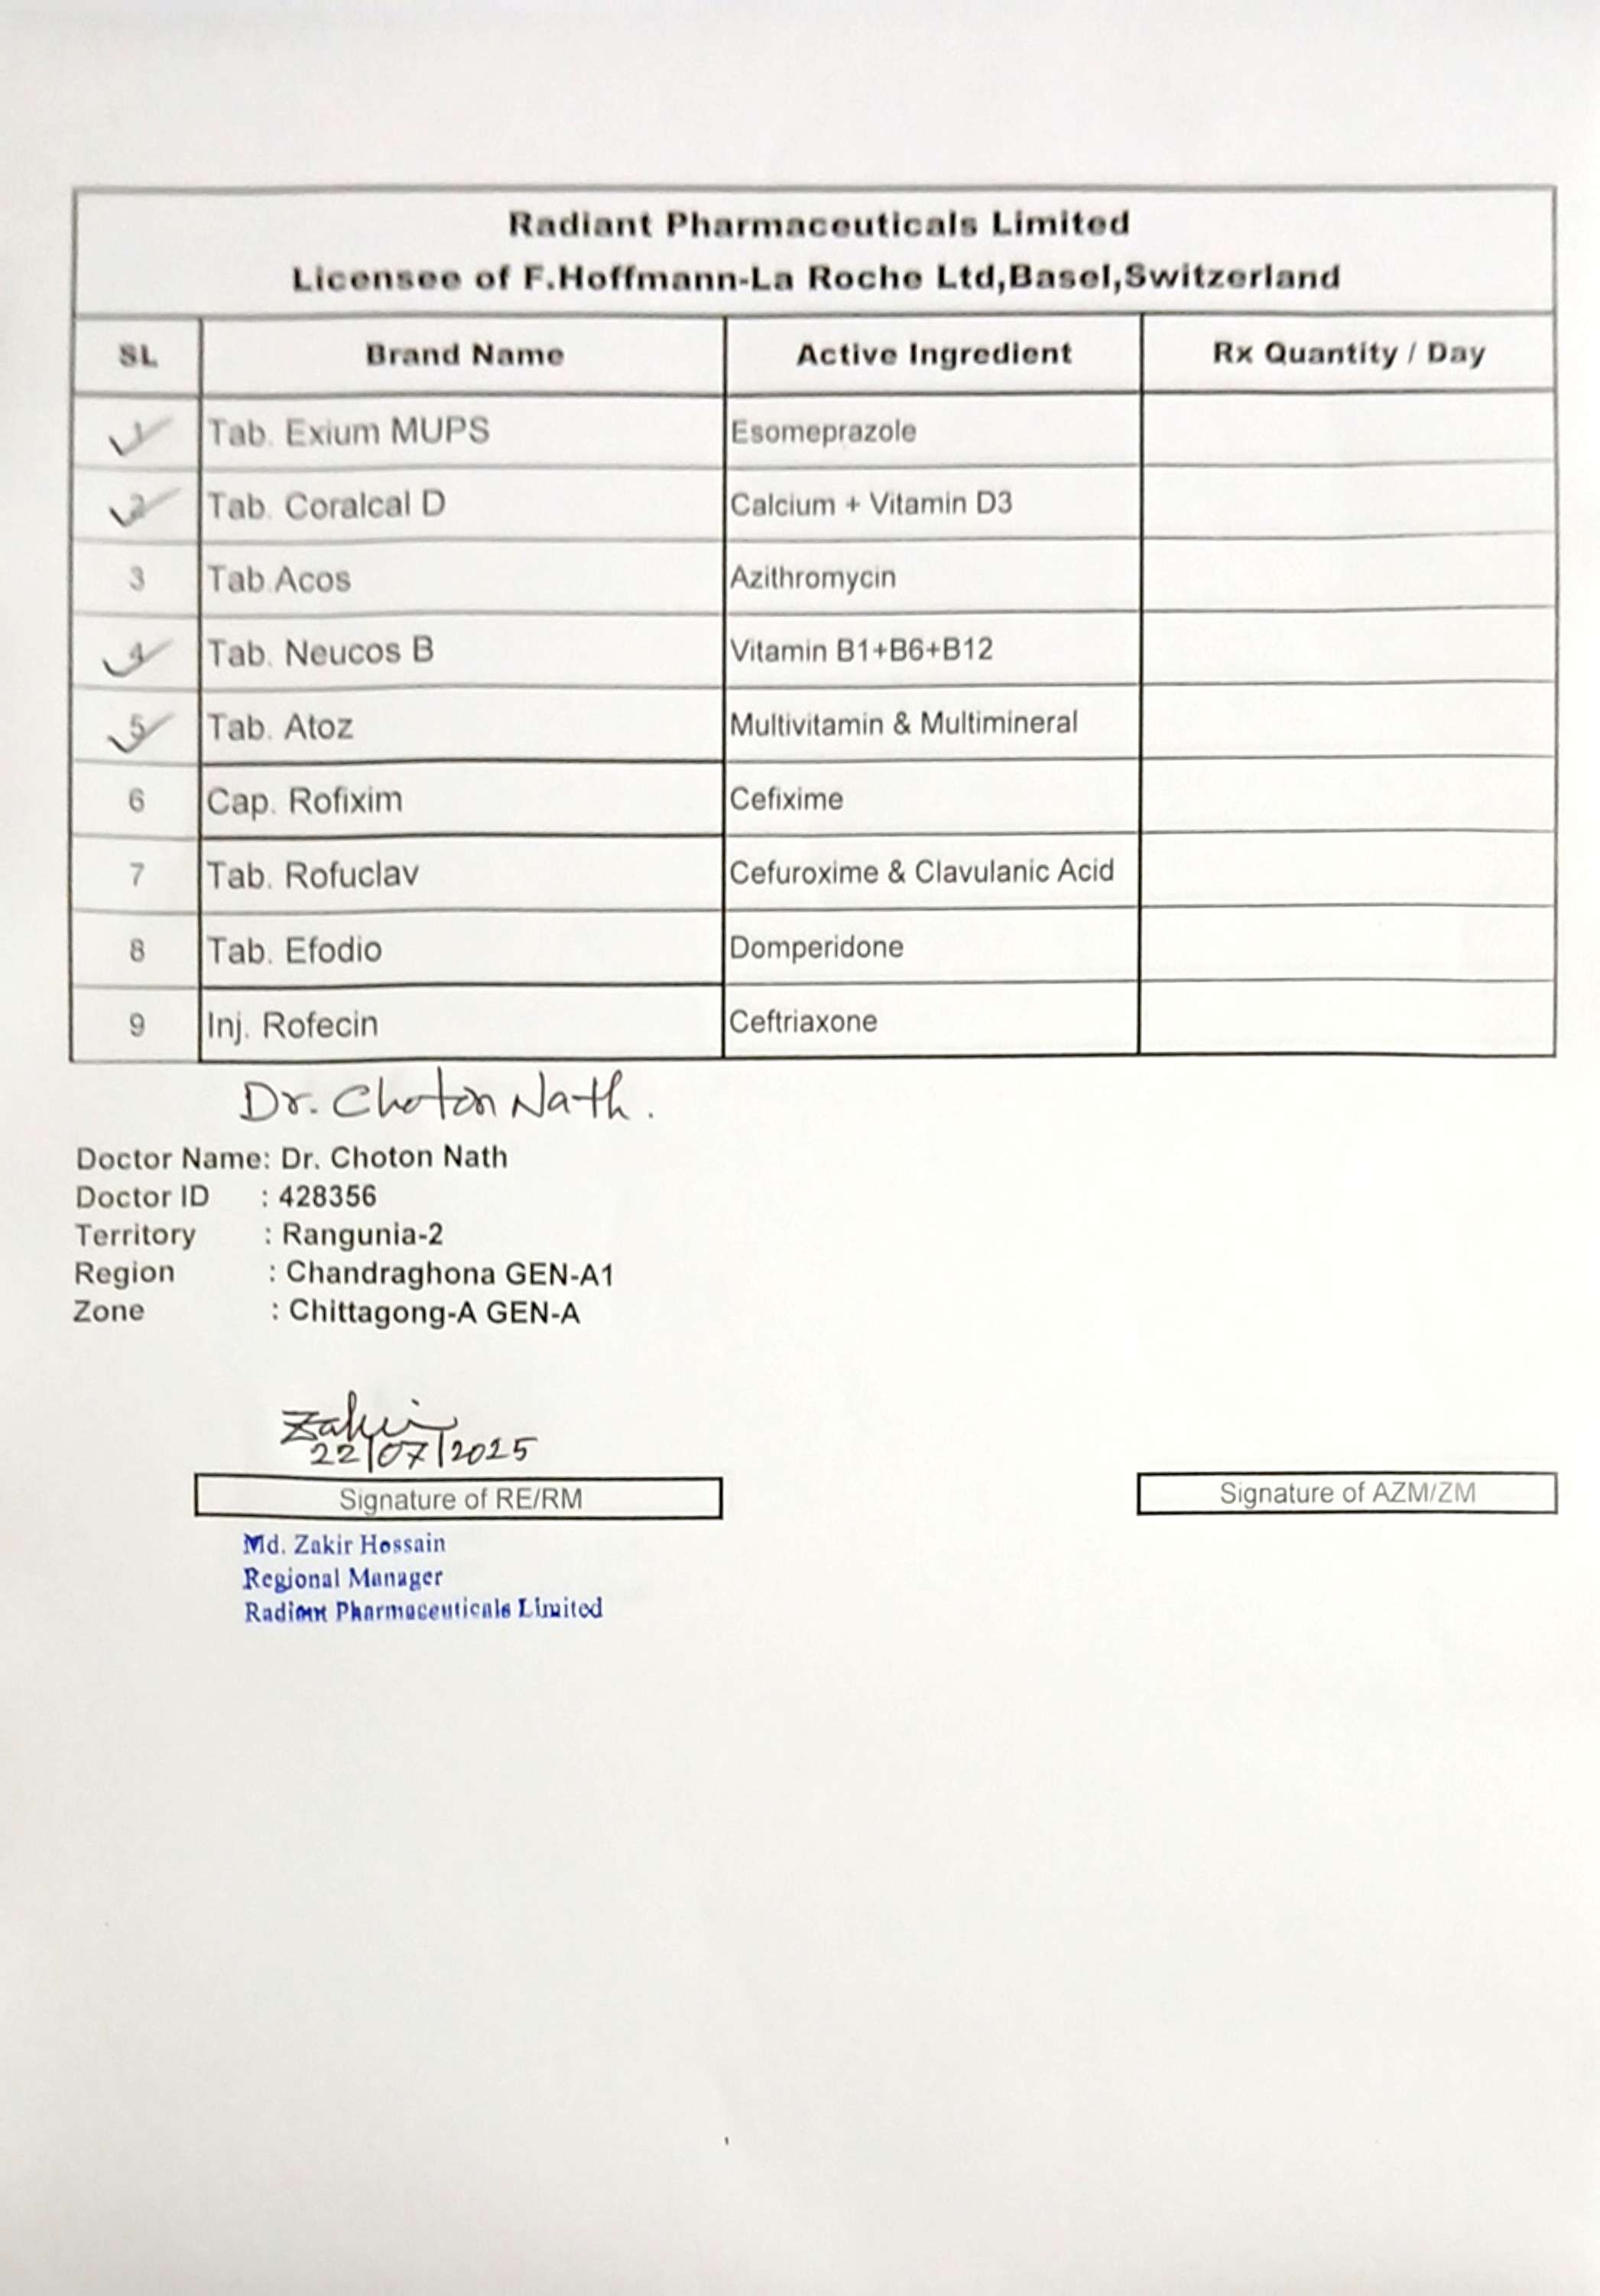 Radiant Pharmaceuticals Limited
Licensee of F.Hoffmann-La Roche Ltd,Basel,Switzerland
SL Brand Name Active Ingredient Rx Quantity / Day
1 Tab. Exium MUPS Esomeprazole
2 Tab. Coralcal D Calcium + Vitamin D3
3 Tab.Acos Azithromycin
4 Tab. Neucos B Vitamin B1+B6+B12
5 Tab. Atoz Multivitamin & Multimineral
6 Cap. Rofixim Cefixime
7 Tab. Rofuclav Cefuroxime & Clavulanic Acid
8 Tab. Efodio Domperidone
9 Inj. Rofecin Ceftriaxone
Dr. Choton Nath.
Doctor Name: Dr. Choton Nath
Doctor ID : 428356
Territory : Rangunia-2
Region : Chandraghona GEN-A1
Zone : Chittagong-A GEN-A
Zakir
22/07/2025
Signature of RE/RM Signature of AZM/ZM
Md. Zakir Hossain
Regional Manager
Radiant Pharmaceuticals Limited